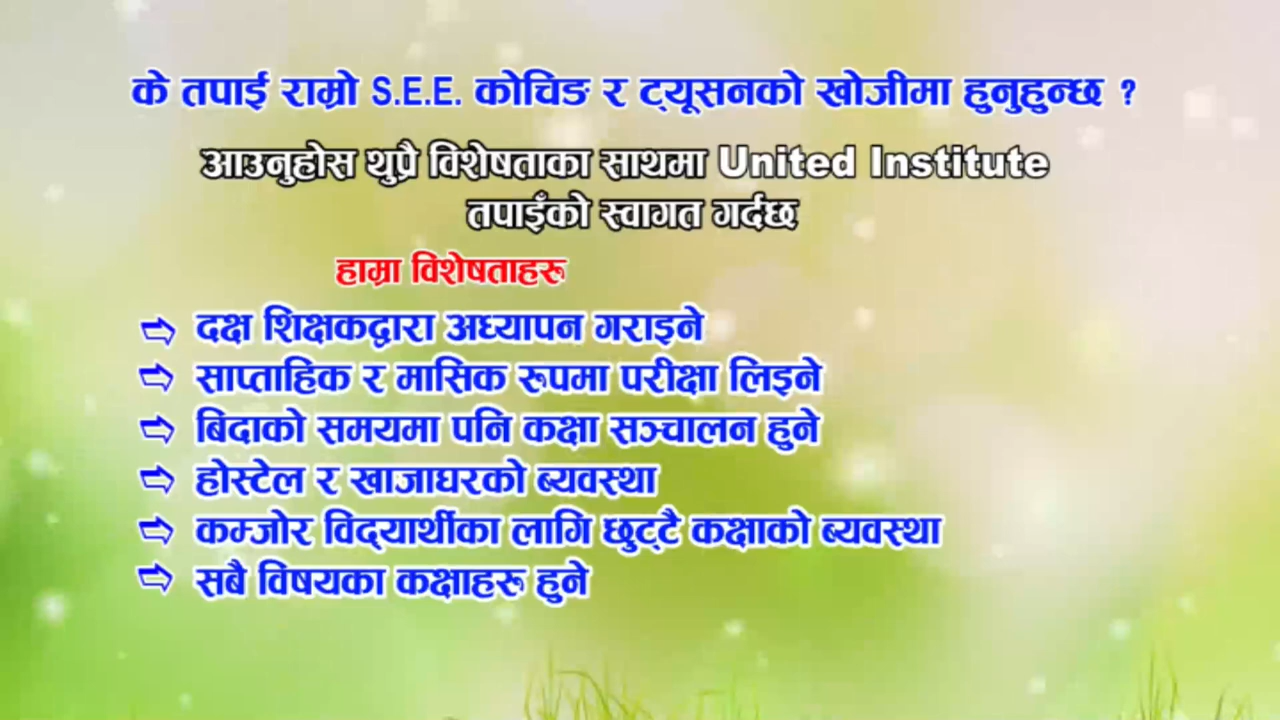 के तपाई राम्रो S.E.E. कोचिङ र ट्यूसनको खोजीमा हुनुहुन्छ ?
आउनुहोस थुप्रै विशेषताका साथमा United Institute
तपाइँको स्वागत गर्दछ
हाम्रा विशेषताहरू
⇨ दक्ष शिक्षकद्वारा अध्यापन गराइने
⇨ साप्ताहिक र मासिक रूपमा परीक्षा लिइने
⇨ बिदाको समयमा पनि कक्षा सञ्चालन हुने
⇨ होस्टेल र खाजाघरको ब्यवस्था
⇨ कम्जोर विद्यार्थीका लागि छुट्टै कक्षाको ब्यवस्था
⇨ सबै विषयका कक्षाहरू हुने